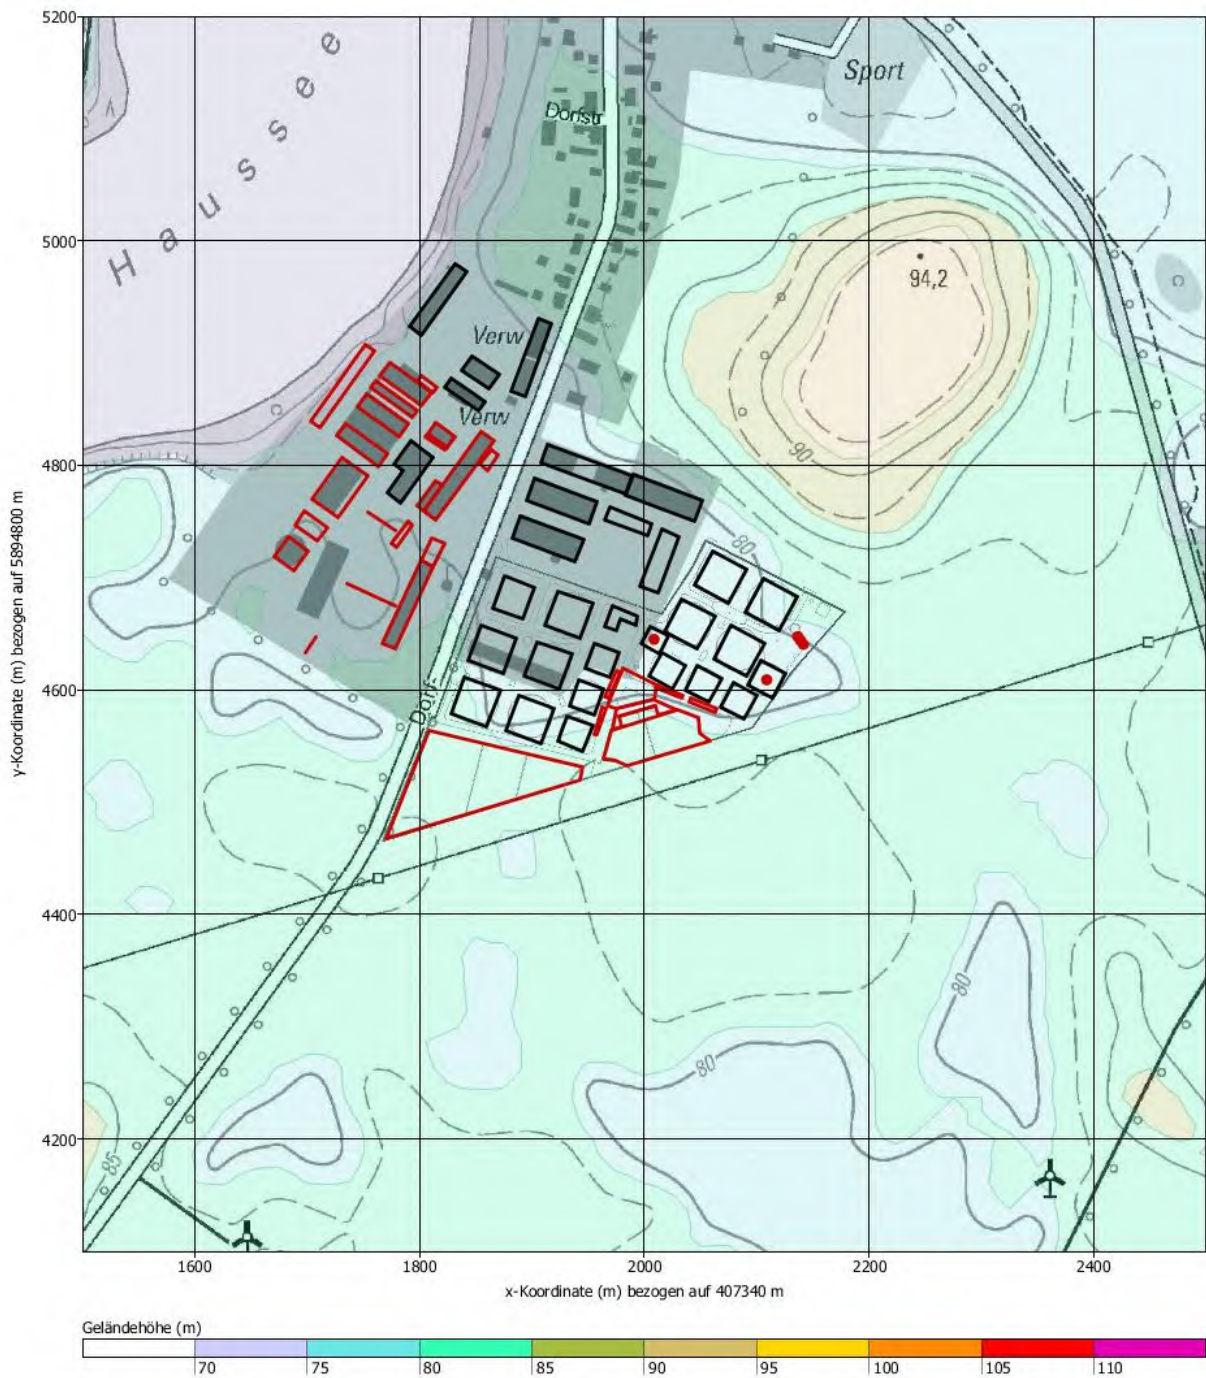 5200
5000
4800
4600
4400
4200
y-Koordinate (m) bezogen auf 5894800 m
Haussee
Dorfstr
Sport
94,2
Verw
Verw
90
80
Dorf-
80
80
85
1600
1800
2000
2200
2400
x-Koordinate (m) bezogen auf 407340 m
Geländehöhe (m)
70
75
80
85
90
95
100
105
110